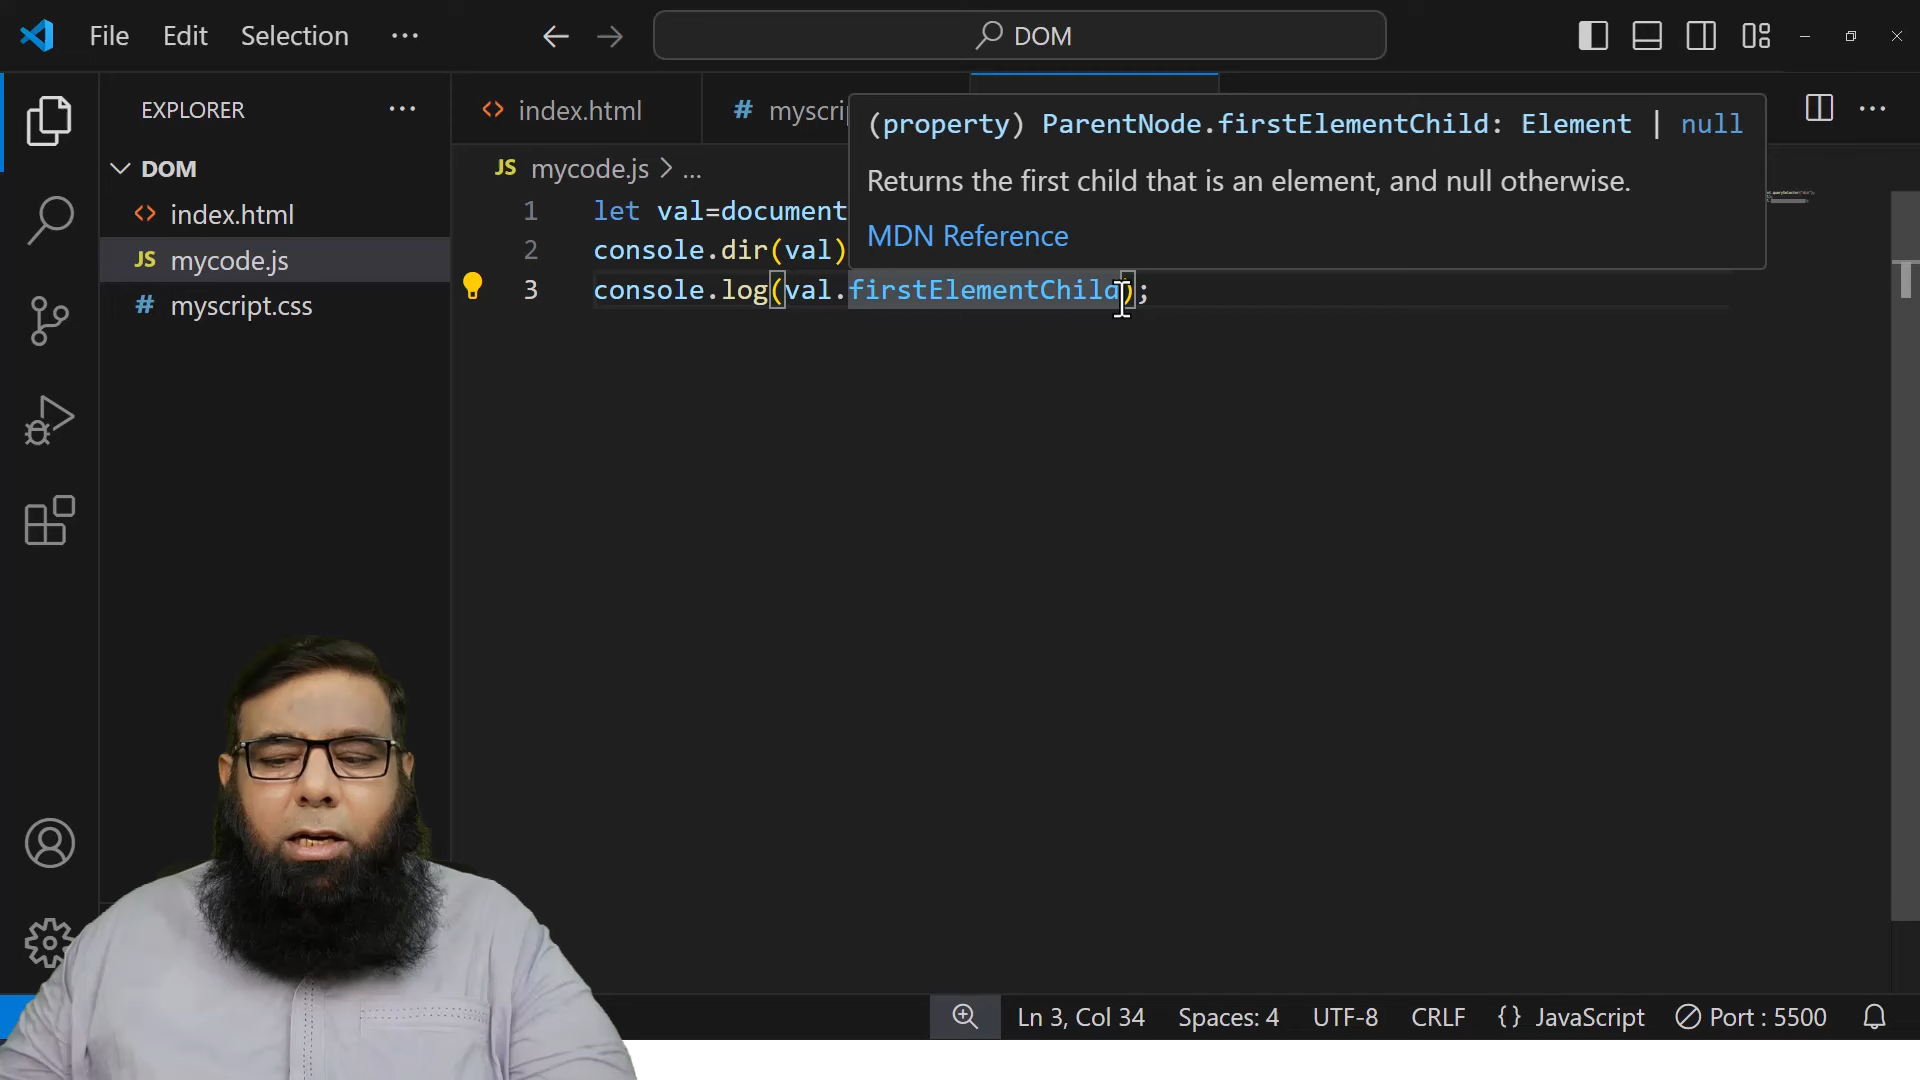 File Edit Selection ...
DOM
EXPLORER ...
index.html
myscri
...
(property) ParentNode.firstElementChild: Element | null
Returns the first child that is an element, and null otherwise.
MDN Reference
DOM
index.html
JS mycode.js
# myscript.css
JS mycode.js > ...
1 let val=document
2 console.dir(val)
3 console.log(val.firstElementChild);
Ln 3, Col 34 Spaces: 4 UTF-8 CRLF {} JavaScript Port : 5500